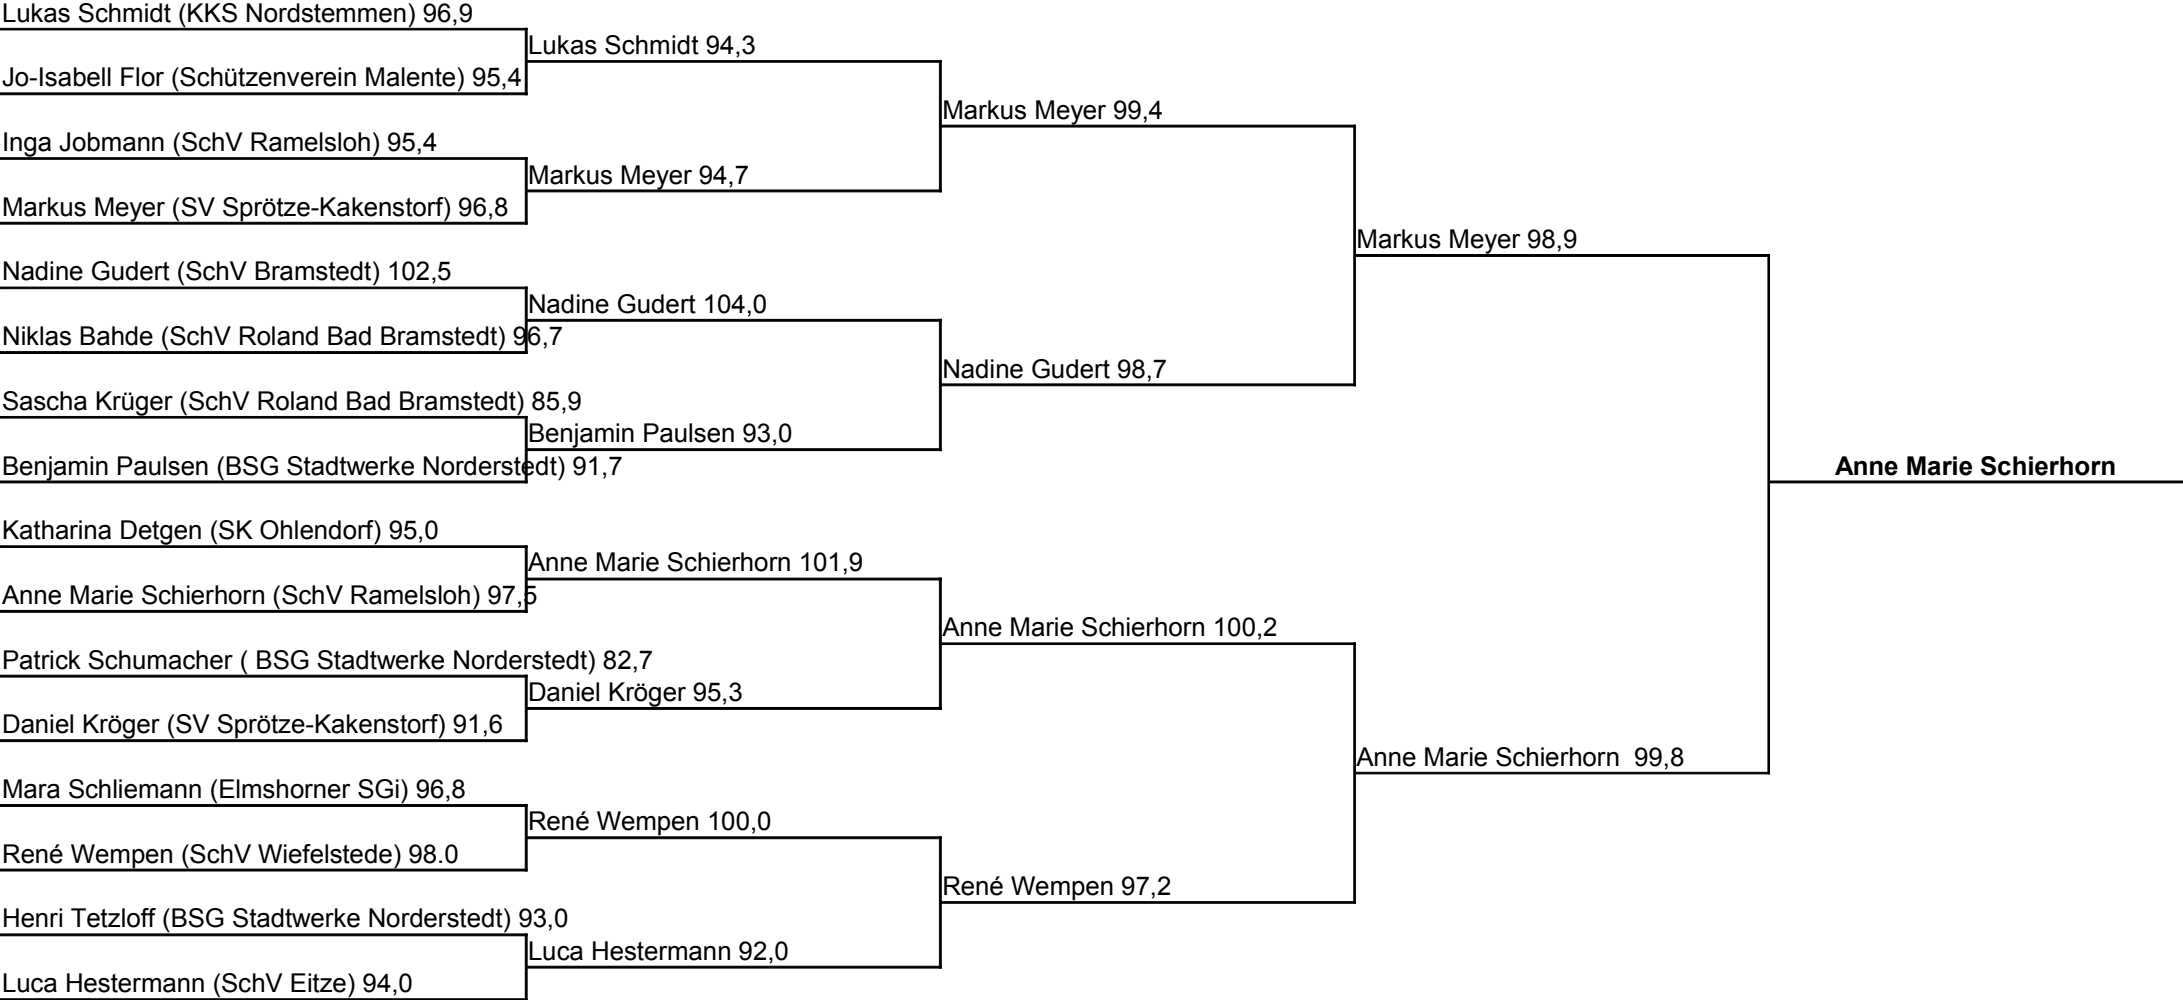 Lukas Schmidt (KKS Nordstemmen) 96,9
Lukas Schmidt 94,3
Jo-Isabell Flor (Schützenverein Malente) 95,4
Markus Meyer 99,4
Inga Jobmann (SchV Ramelsloh) 95,4
Markus Meyer 94,7
Markus Meyer (SV Sprötze-Kakenstorf) 96,8
Markus Meyer 98,9
Nadine Gudert (SchV Bramstedt) 102,5
Nadine Gudert 104,0
Niklas Bahde (SchV Roland Bad Bramstedt) 96,7
Nadine Gudert 98,7
Sascha Krüger (SchV Roland Bad Bramstedt) 85,9
Benjamin Paulsen 93,0
Benjamin Paulsen (BSG Stadtwerke Norderstedt) 91,7
Anne Marie Schierhorn
Katharina Detgen (SK Ohlendorf) 95,0
Anne Marie Schierhorn 101,9
Anne Marie Schierhorn (SchV Ramelsloh) 97,5
Anne Marie Schierhorn 100,2
Patrick Schumacher ( BSG Stadtwerke Norderstedt) 82,7
Daniel Kröger 95,3
Daniel Kröger (SV Sprötze-Kakenstorf) 91,6
Anne Marie Schierhorn  99,8
Mara Schliemann (Elmshorner SGi) 96,8
René Wempen 100,0
René Wempen (SchV Wiefelstede) 98.0
René Wempen 97,2
Henri Tetzloff (BSG Stadtwerke Norderstedt) 93,0
Luca Hestermann 92,0
Luca Hestermann (SchV Eitze) 94,0